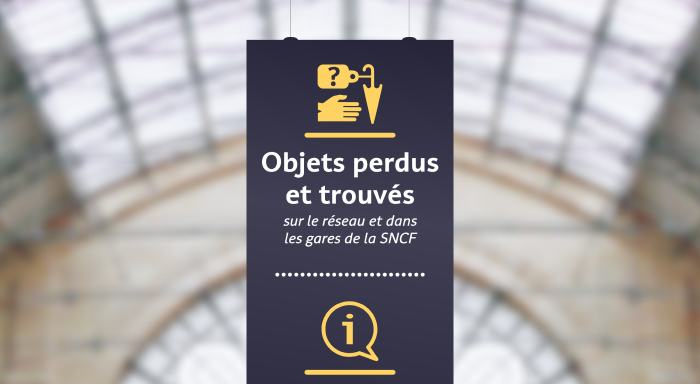 ?
Objets perdus
et trouvés
sur le réseau et dans
les gares de la SNCF
i